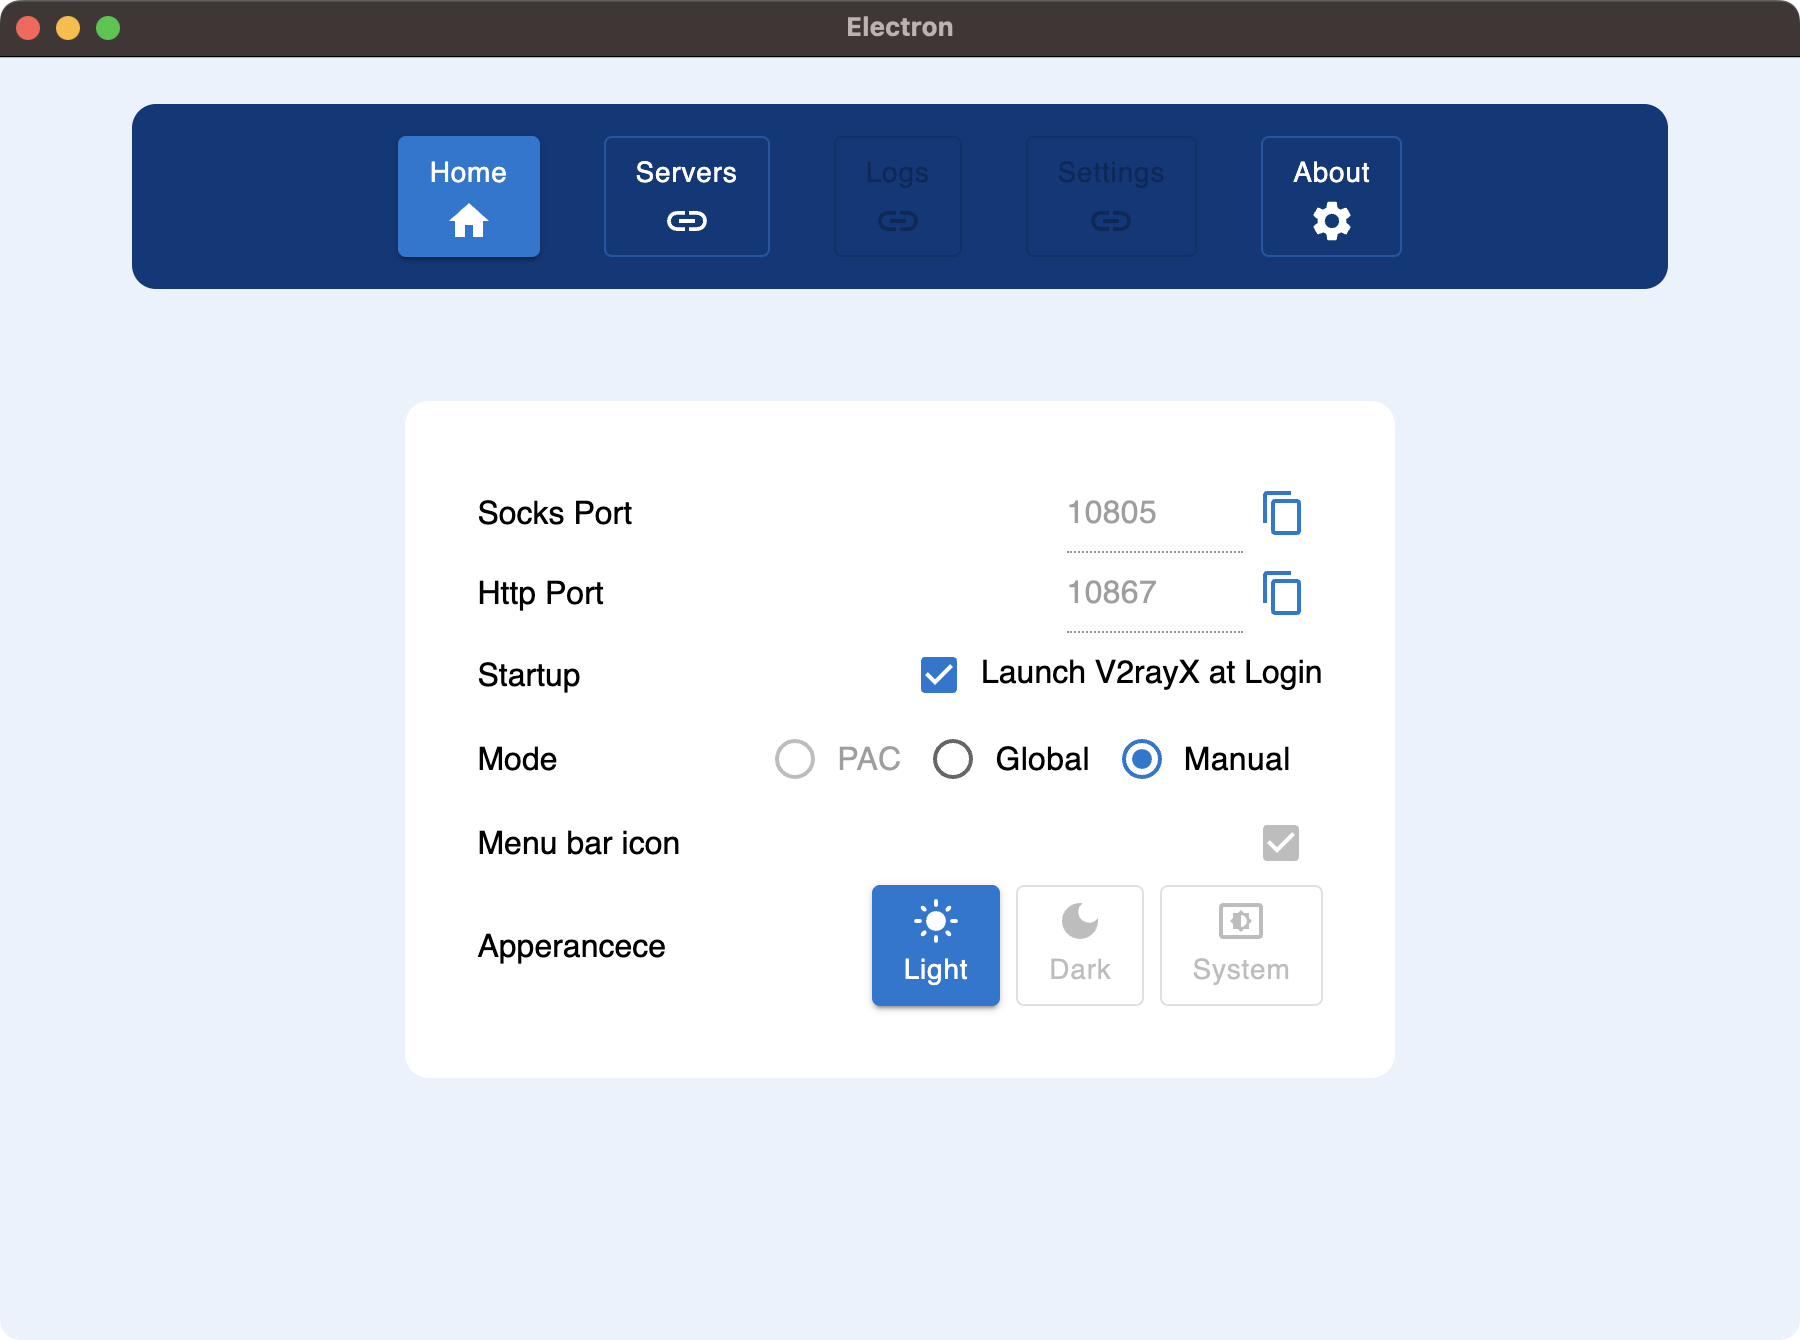 Electron
Home Servers Logs Settings About
Socks Port 10805
Http Port 10867
Startup Launch V2rayX at Login
Mode PAC Global Manual
Menu bar icon
Apperancece Light Dark System